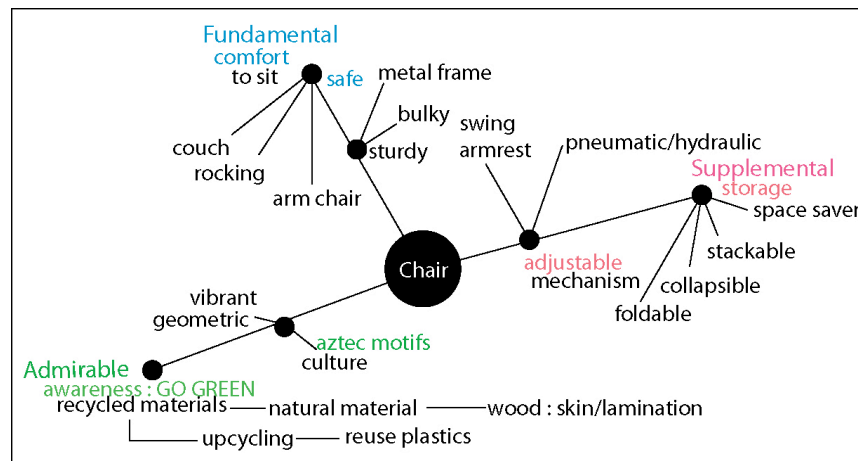 Fundamental
comfort
to sit
safe
metal frame
bulky
sturdy
couch
rocking
arm chair
swing
armrest
pneumatic/hydraulic
Supplemental
storage
space saver
stackable
collapsible
foldable
adjustable
mechanism
Chair
vibrant
geometric
aztec motifs
culture
Admirable
awareness : GO GREEN
recycled materials
natural material
wood : skin/lamination
upcycling
reuse plastics